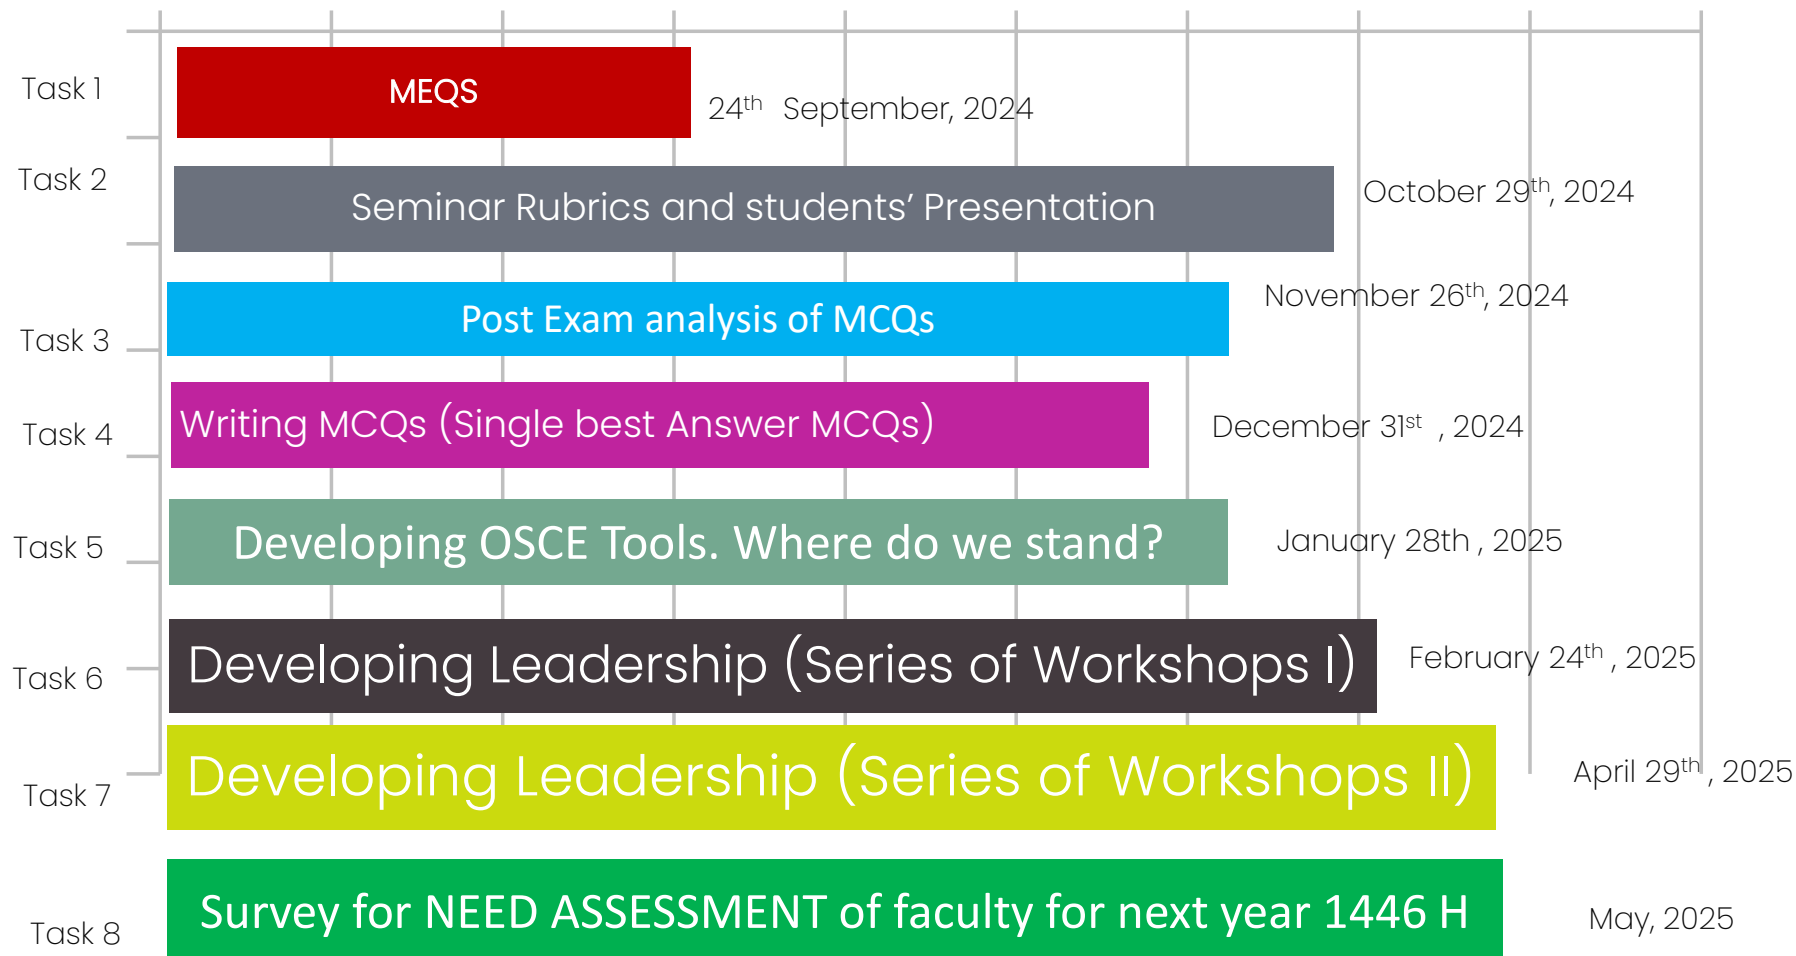 Task 1
MEQS
24th September, 2024
Task 2
Seminar Rubrics and students’ Presentation
October 29th, 2024
Task 3
Post Exam analysis of MCQs
November 26th, 2024
Task 4
Writing MCQs (Single best Answer MCQs)
December 31st , 2024
Task 5
Developing OSCE Tools. Where do we stand?
January 28th , 2025
Task 6
Developing Leadership (Series of Workshops I)
February 24th , 2025
Task 7
Developing Leadership (Series of Workshops II)
April 29th , 2025
Task 8
Survey for NEED ASSESSMENT of faculty for next year 1446 H
May, 2025